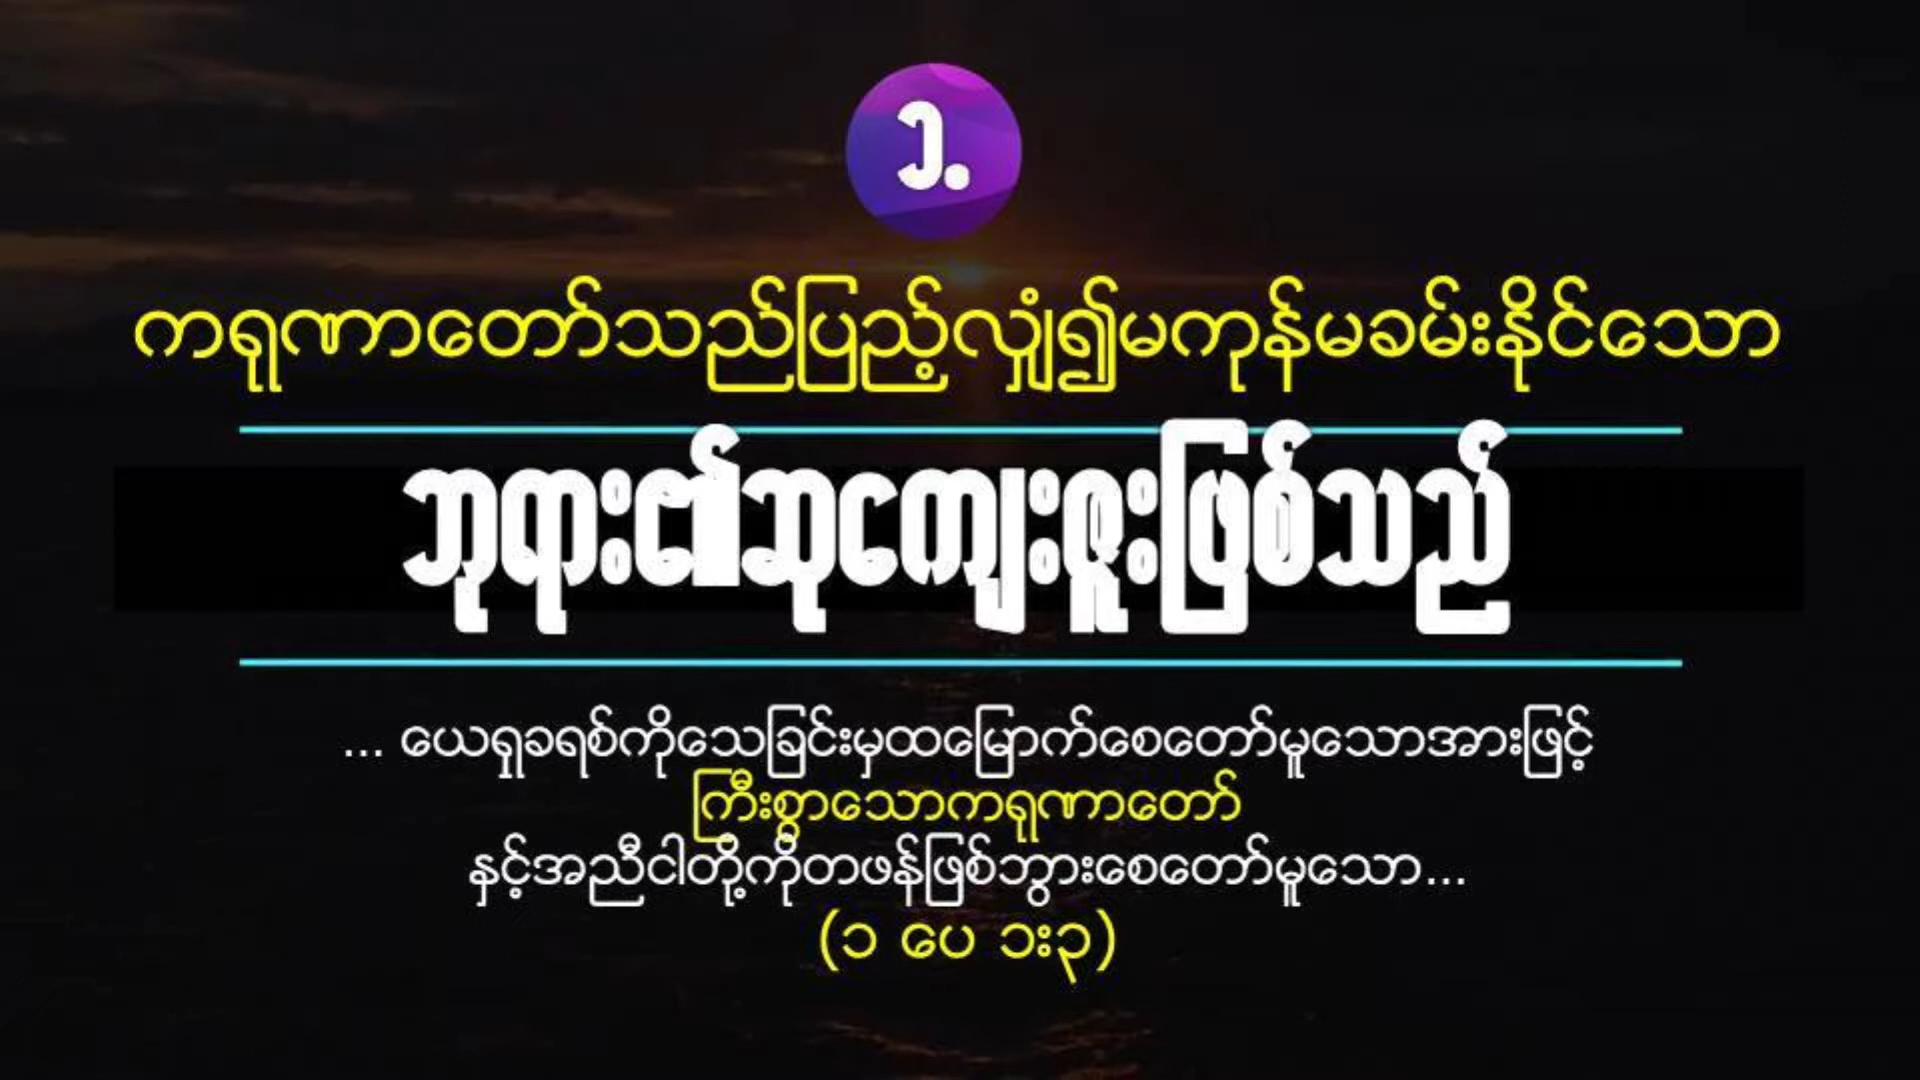 ၁.
ကရုဏာတော်သည်ပြည့်လျှံ၍မကုန်မခမ်းနိုင်သော
ဘုရား၏ဆုကျေးဇူးဖြစ်သည်
... ယေရှုခရစ်ကိုသေခြင်းမှထမြောက်စေတော်မူသောအားဖြင့်
ကြီးစွာသောကရုဏာတော်
နှင့်အညီငါတို့ကိုတဖန်ဖြစ်ဘွားစေတော်မူသော...
(၁ ပေ ၁း၃)